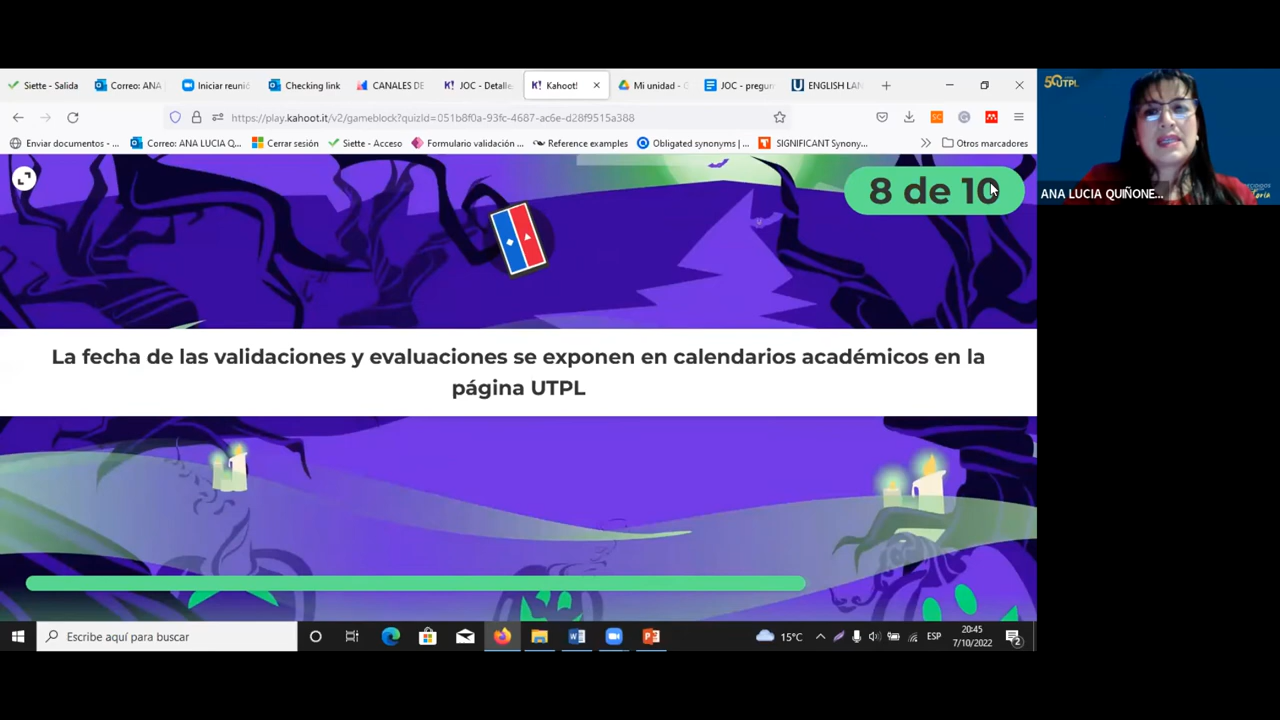 Siette - Salida
Correo: ANA
Iniciar reunió
Checking link
CANALES DE
K! JOC - Detalle
K! Kahoot!
Mi unidad - G
JOC - pregun
ENGLISH LAN
https://play.kahoot.it/v2/gameblock?quizId=051b8f0a-93fc-4687-ac6e-d28f9515a388
Enviar documentos - ...
Correo: ANA LUCIA Q...
Cerrar sesión
Siette - Acceso
Formulario validación ...
Reference examples
Obligated synonyms | ...
SIGNIFICANT Synony...
Otros marcadores
8 de 10
La fecha de las validaciones y evaluaciones se exponen en calendarios académicos en la
página UTPL
Escribe aquí para buscar
15°C
ESP
20:45
7/10/2022
2
50 UTPL
ANA LUCIA QUIÑONE...